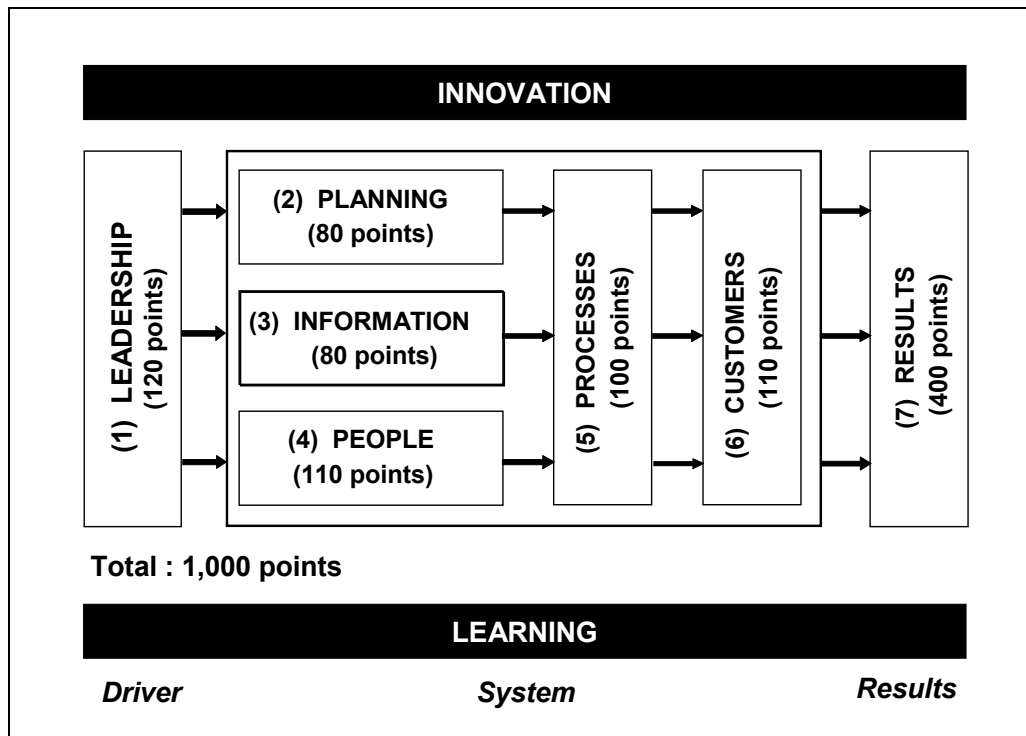 INNOVATION
(1) LEADERSHIP
(120 points)
(2) PLANNING
(80 points)
(3) INFORMATION
(80 points)
(4) PEOPLE
(110 points)
(5) PROCESSES
(100 points)
(6) CUSTOMERS
(110 points)
(7) RESULTS
(400 points)
Total : 1,000 points
LEARNING
Driver
System
Results